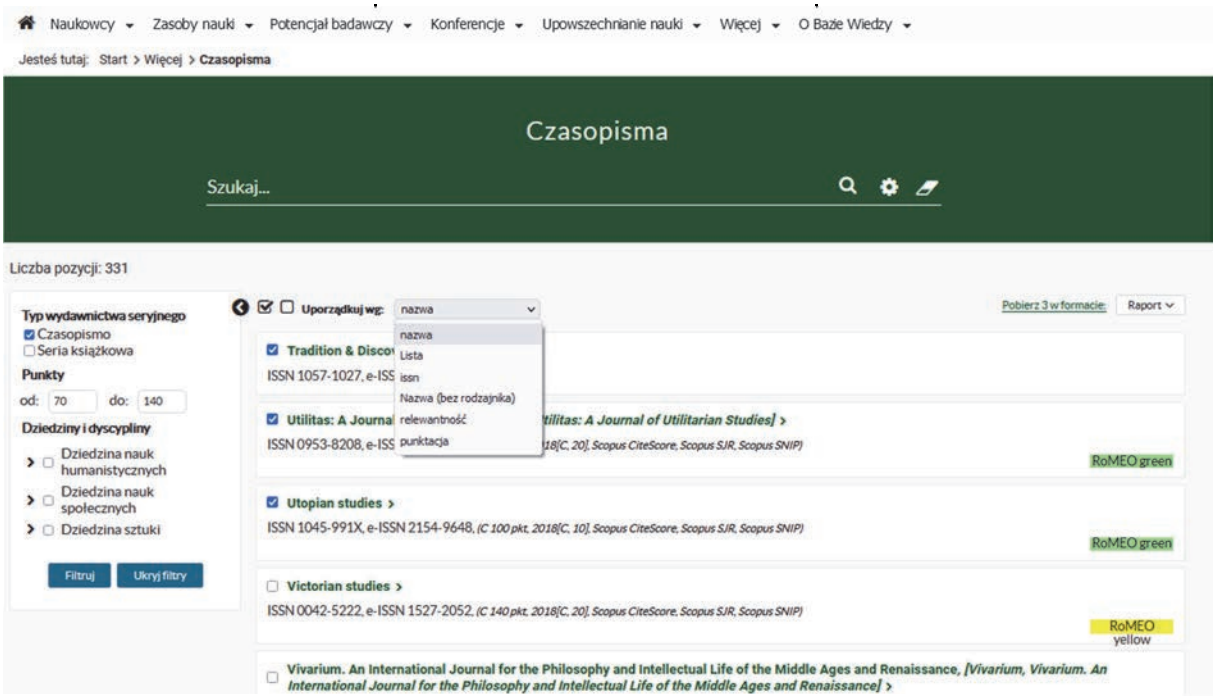 Naukowcy Zasoby nauki Potencjał badawczy Konferencje Upowszechnianie nauki Więcej O Bazie Wiedzy
Jesteś tutaj: Start > Więcej > Czasopisma
Czasopisma
Szukaj...
Liczba pozycji: 331
Typ wydawnictwa seryjnego
Czasopismo
Seria książkowa
Punkty
od: 70 do: 140
Dziedziny i dyscypliny
Dziedzina nauk
humanistycznych
Dziedzina nauk
społecznych
Dziedzina sztuki
Filtruj Ukryj filtry
Uporządkuj wg: nazwa
Pobierz 3 w formacie: Raport
nazwa
Lista
issn
Nazwa (bez rodzajnika)
relewantność
punktacja
Tradition & Disco
ISSN 1057-1027, e-ISS
Utilitas: A Journa tilitas: A Journal of Utilitarian Studies] >
ISSN 0953-8208, e-ISS 2018[C, 20], Scopus CiteScore, Scopus SJR, Scopus SNIP)
RoMEO green
Utopian studies >
ISSN 1045-991X, e-ISSN 2154-9648, (C 100 pkt, 2018[C, 10], Scopus CiteScore, Scopus SJR, Scopus SNIP)
RoMEO green
Victorian studies >
ISSN 0042-5222, e-ISSN 1527-2052, (C 140 pkt, 2018[C, 20], Scopus CiteScore, Scopus SJR, Scopus SNIP)
RoMEO
yellow
Vivarium. An International Journal for the Philosophy and Intellectual Life of the Middle Ages and Renaissance, [Vivarium, Vivarium. An
International Journal for the Philosophy and Intellectual Life of the Middle Ages and Renaissance] >